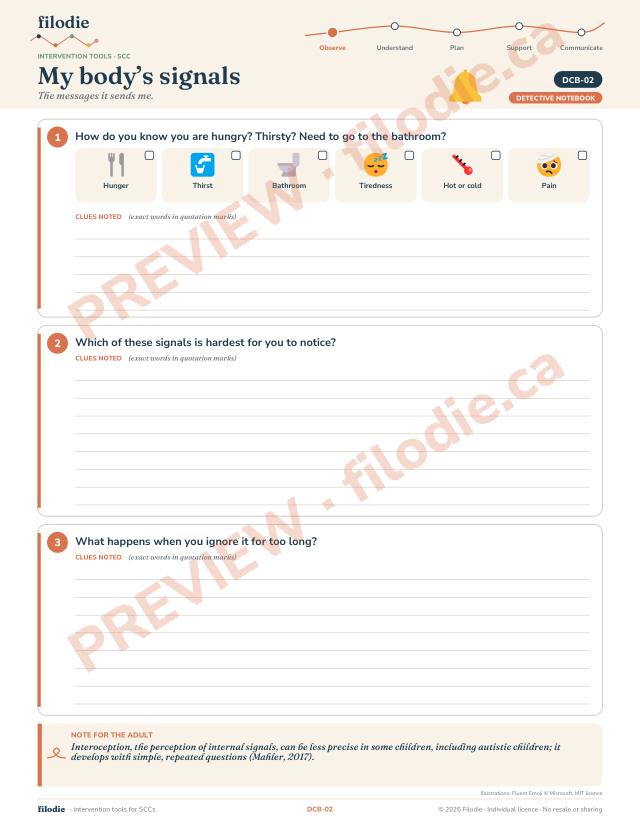 filodie
Observe Understand Plan Support Communicate
INTERVENTION TOOLS · SCC
My body's signals
The messages it sends me.
DCB-02
DETECTIVE NOTEBOOK
1 How do you know you are hungry? Thirsty? Need to go to the bathroom?
Hunger Thirst Bathroom Tiredness Hot or cold Pain
CLUES NOTED (exact words in quotation marks)
PREVIEW · filodie.ca
2 Which of these signals is hardest for you to notice?
CLUES NOTED (exact words in quotation marks)
3 What happens when you ignore it for too long?
CLUES NOTED (exact words in quotation marks)
PREVIEW · filodie.ca
NOTE FOR THE ADULT
Interoception, the perception of internal signals, can be less precise in some children, including autistic children; it
develops with simple, repeated questions (Mahler, 2017).
Illustrations: Fluent Emoji © Microsoft, MIT licence
filodie · intervention tools for SCCs DCB-02 © 2026 Filodie · Individual licence · No resale or sharing